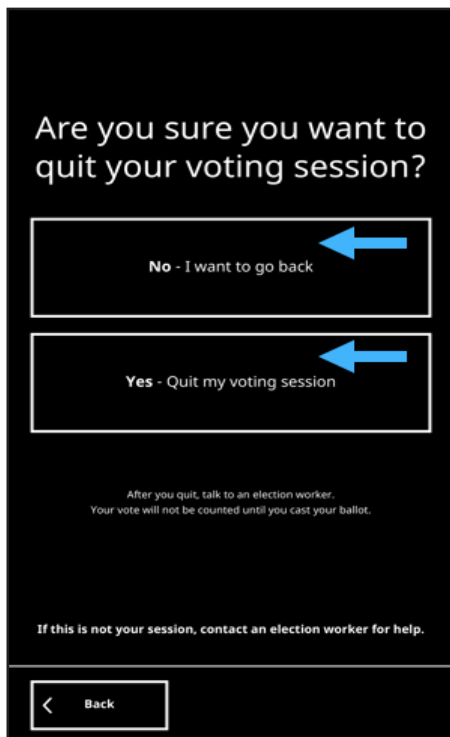 Are you sure you want to
quit your voting session?
No - I want to go back
Yes - Quit my voting session
After you quit, talk to an election worker.
Your vote will not be counted until you cast your ballot.
If this is not your session, contact an election worker for help.
Back